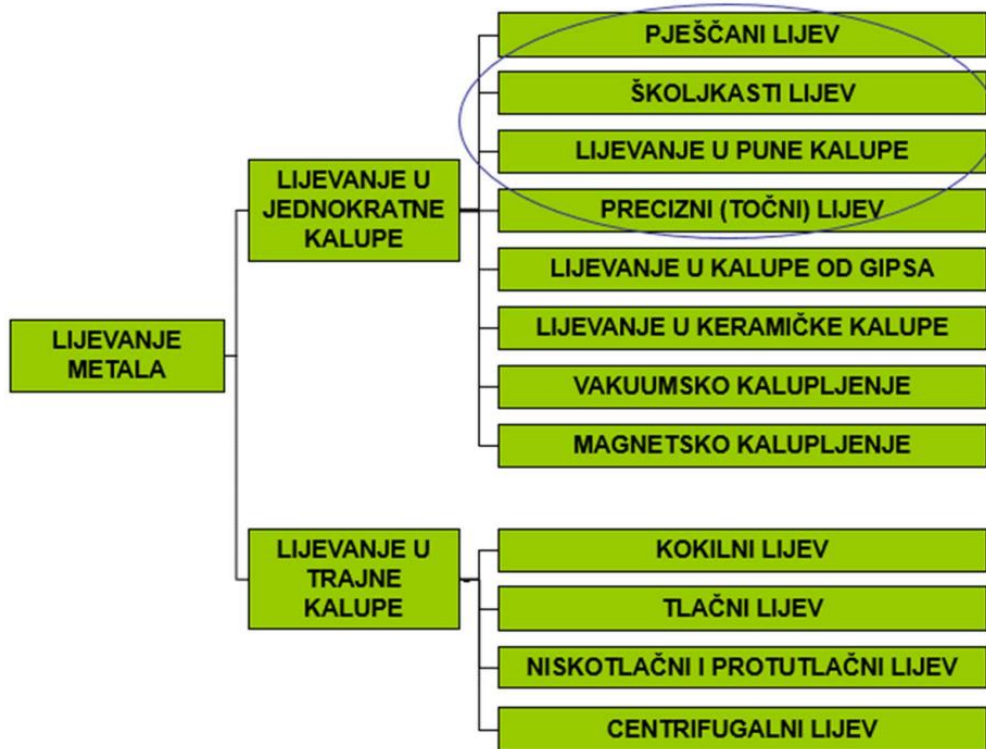 PJEŠČANI LIJEV
ŠKOLJKASTI LIJEV
LIJEVANJE U PUNE KALUPE
PRECIZNI (TOČNI) LIJEV
LIJEVANJE U KALUPE OD GIPSA
LIJEVANJE U KERAMIČKE KALUPE
VAKUUMSKO KALUPLJENJE
MAGNETSKO KALUPLJENJE
LIJEVANJE U
JEDNOKRATNE
KALUPE
LIJEVANJE
METALA
LIJEVANJE U
TRAJNE
KALUPE
KOKILNI LIJEV
TLAČNI LIJEV
NISKOTLAČNI I PROTUTLAČNI LIJEV
CENTRIFUGALNI LIJEV